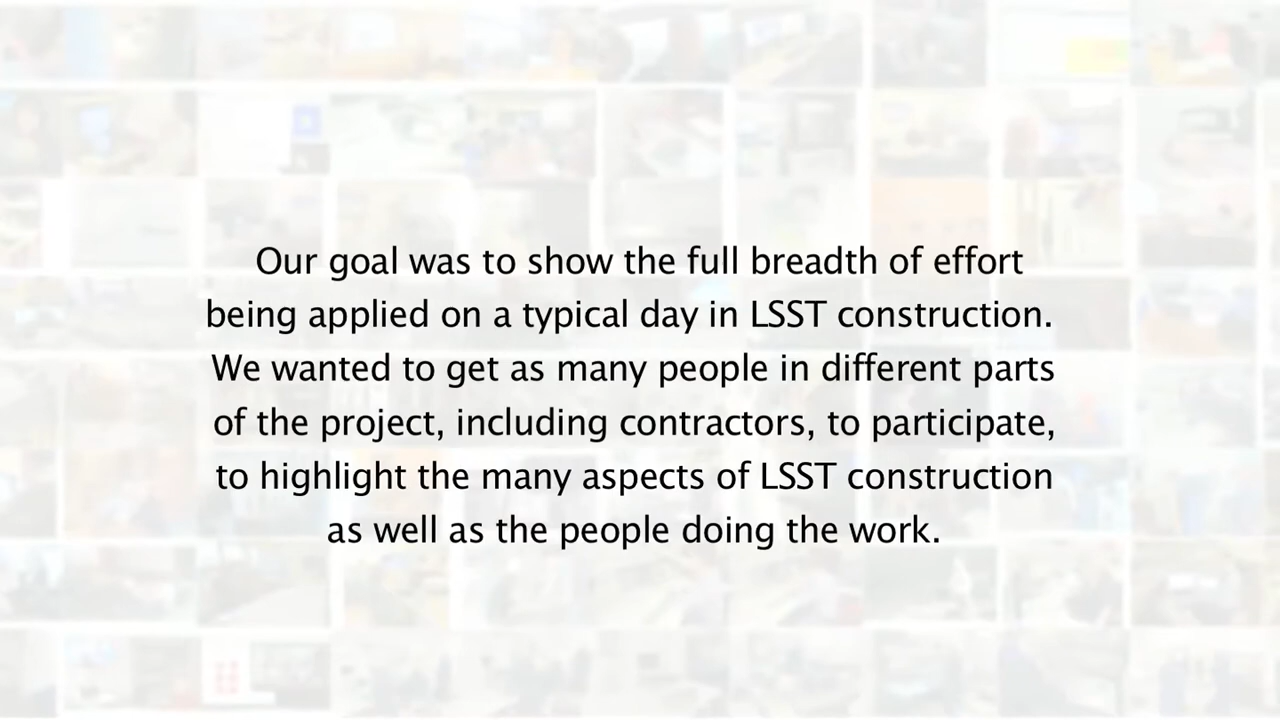 Our goal was to show the full breadth of effort
being applied on a typical day in LSST construction.
We wanted to get as many people in different parts
of the project, including contractors, to participate,
to highlight the many aspects of LSST construction
as well as the people doing the work.